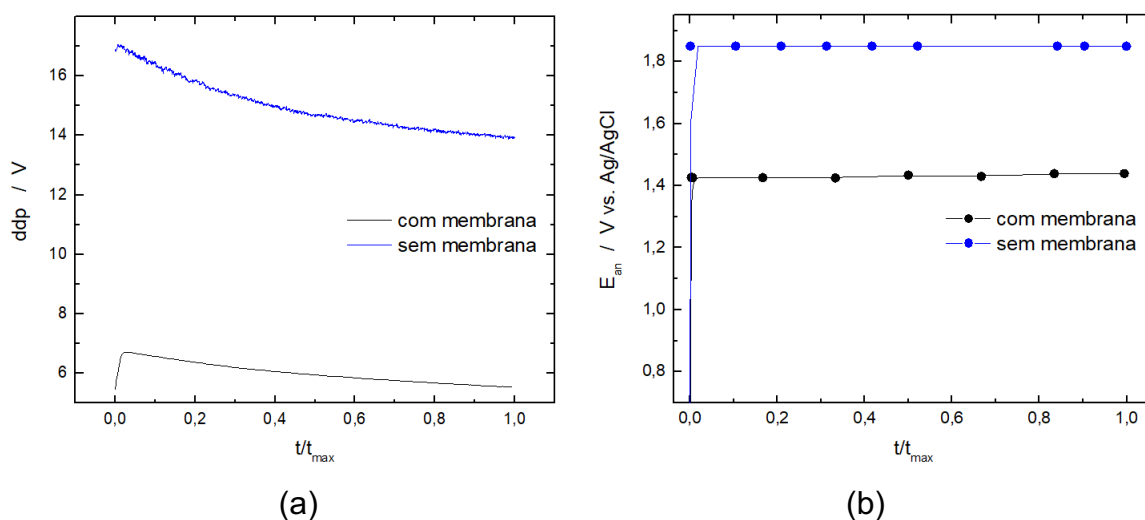 16
14
12
10
8
6
ddp / V
com membrana
sem membrana
0,0 0,2 0,4 0,6 0,8 1,0
t/tmax
(a)
1,8
1,6
1,4
1,2
1,0
0,8
Ean / V vs. Ag/AgCl
com membrana
sem membrana
0,0 0,2 0,4 0,6 0,8 1,0
t/tmax
(b)